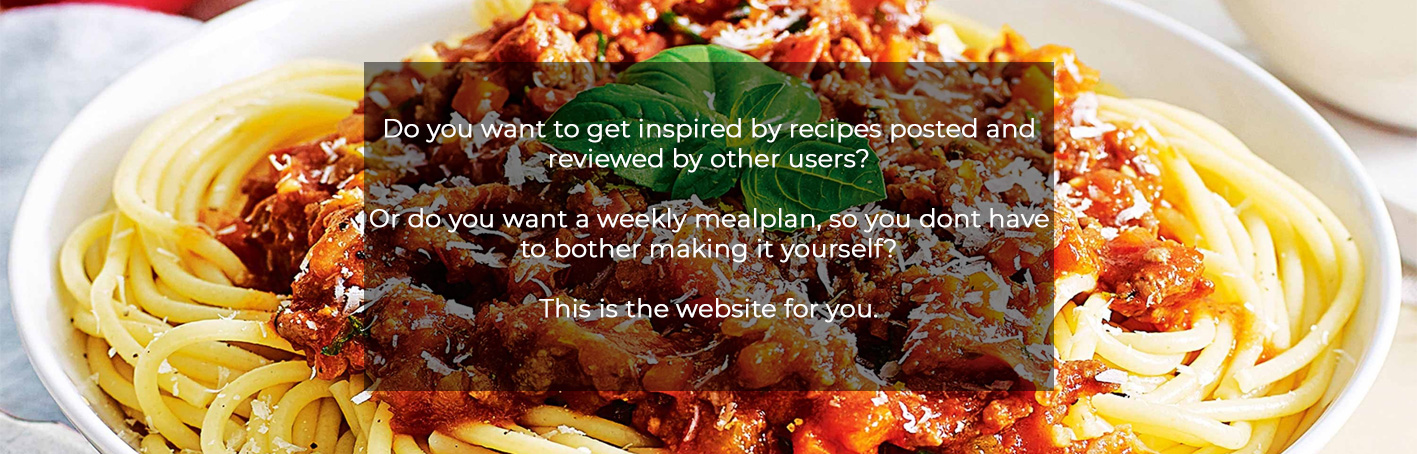 Do you want to get inspired by recipes posted and
reviewed by other users?
Or do you want a weekly mealplan, so you dont have
to bother making it yourself?
This is the website for you.